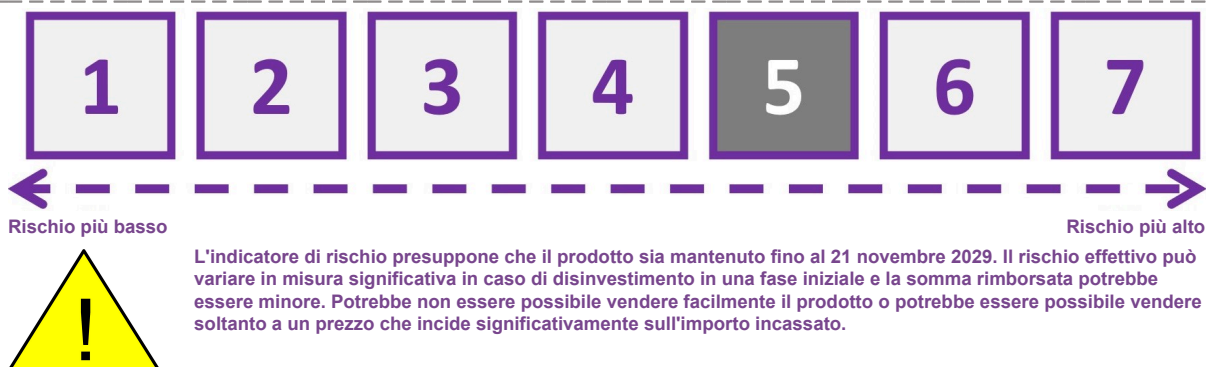 1 2 3 4 5 6 7
Rischio più basso Rischio più alto
L'indicatore di rischio presuppone che il prodotto sia mantenuto fino al 21 novembre 2029. Il rischio effettivo può
variare in misura significativa in caso di disinvestimento in una fase iniziale e la somma rimborsata potrebbe
essere minore. Potrebbe non essere possibile vendere facilmente il prodotto o potrebbe essere possibile vendere
soltanto a un prezzo che incide significativamente sull'importo incassato.
!